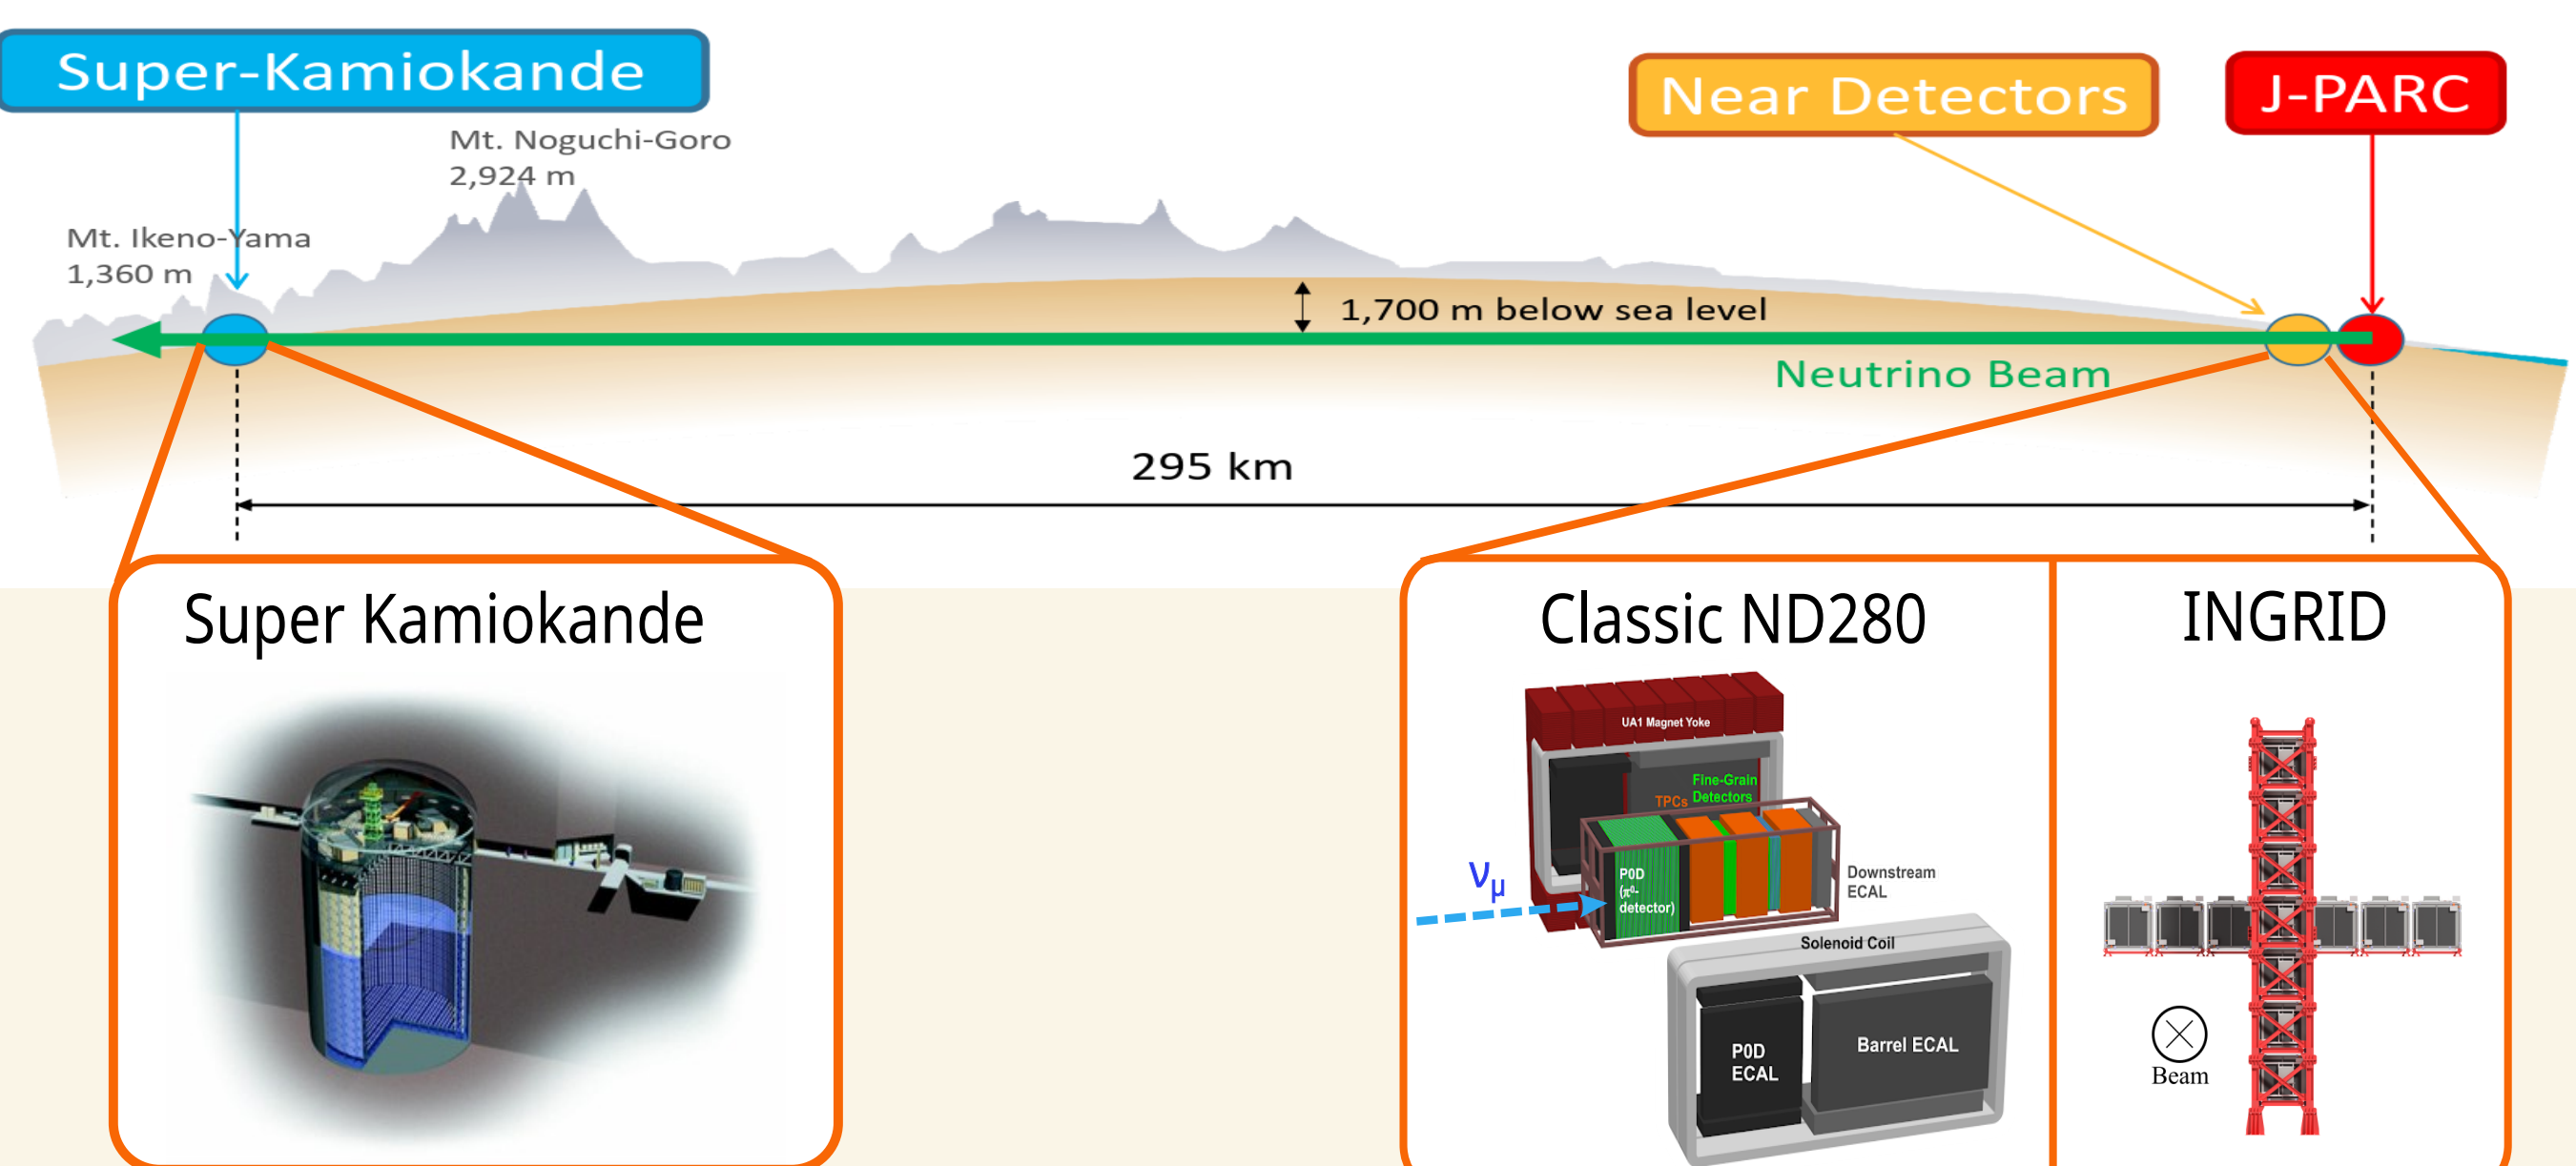 Super-Kamiokande
Near Detectors
J-PARC
Mt. Noguchi-Goro
2,924 m
Mt. Ikeno-Yama
1,360 m
1,700 m below sea level
Neutrino Beam
295 km
Super Kamiokande
Classic ND280
INGRID
UA1 Magnet Yoke
Fine-Grain
Detectors
TPCs
νμ
P0D
(π⁰-
detector)
Downstream
ECAL
Solenoid Coil
P0D
ECAL
Barrel ECAL
Beam